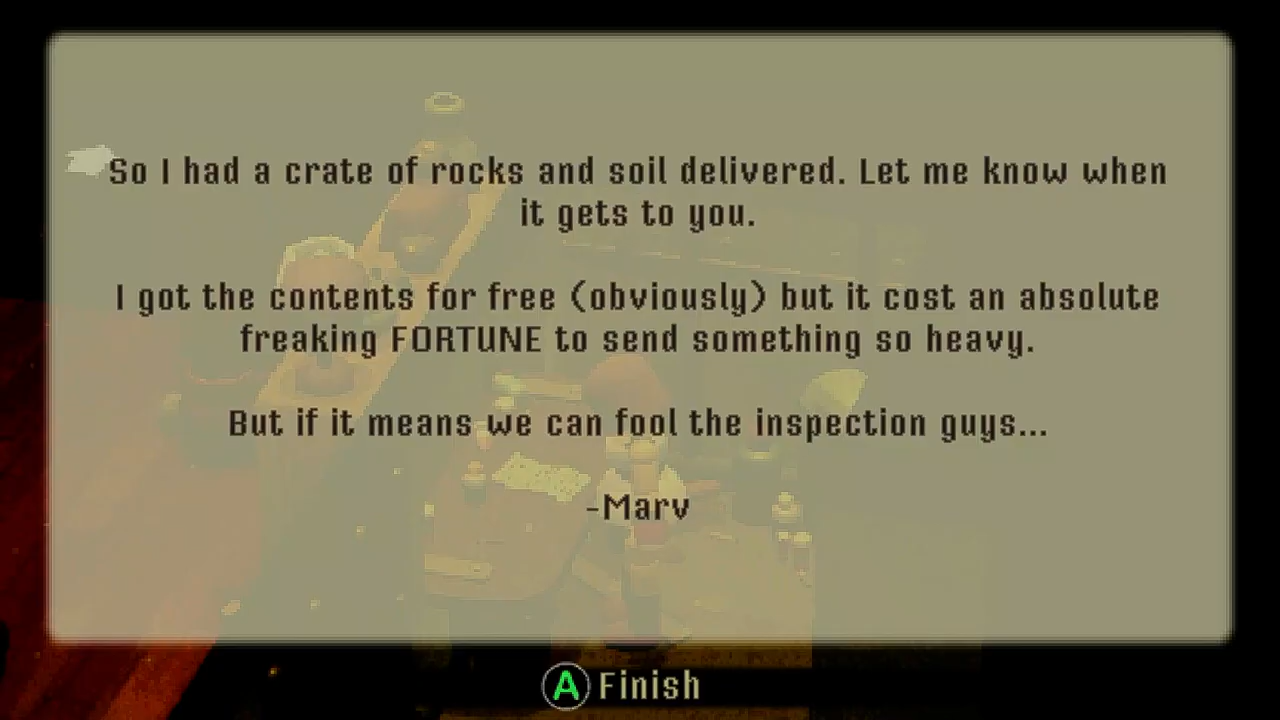 So I had a crate of rocks and soil delivered. Let me know when
it gets to you.
I got the contents for free (obviously) but it cost an absolute
freaking FORTUNE to send something so heavy.
But if it means we can fool the inspection guys...
-Marv
A Finish